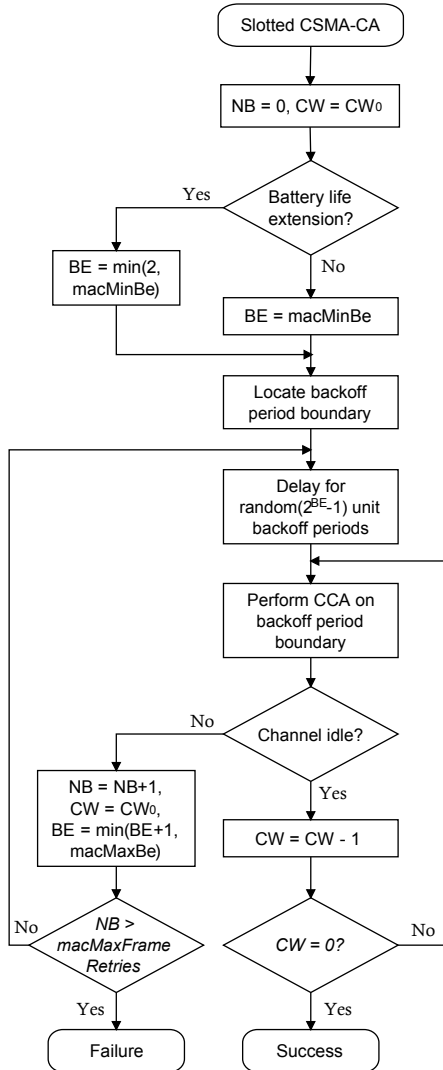 Slotted CSMA-CA
NB = 0, CW = CW0
Yes
Battery life
extension?
BE = min(2,
macMinBe)
No
BE = macMinBe
Locate backoff
period boundary
Delay for
random(2^BE-1) unit
backoff periods
Perform CCA on
backoff period
boundary
No
Channel idle?
NB = NB+1,
CW = CW0,
BE = min(BE+1,
macMaxBe)
Yes
CW = CW - 1
No
NB >
macMaxFrame
Retries
CW = 0?
No
Yes
Yes
Failure
Success